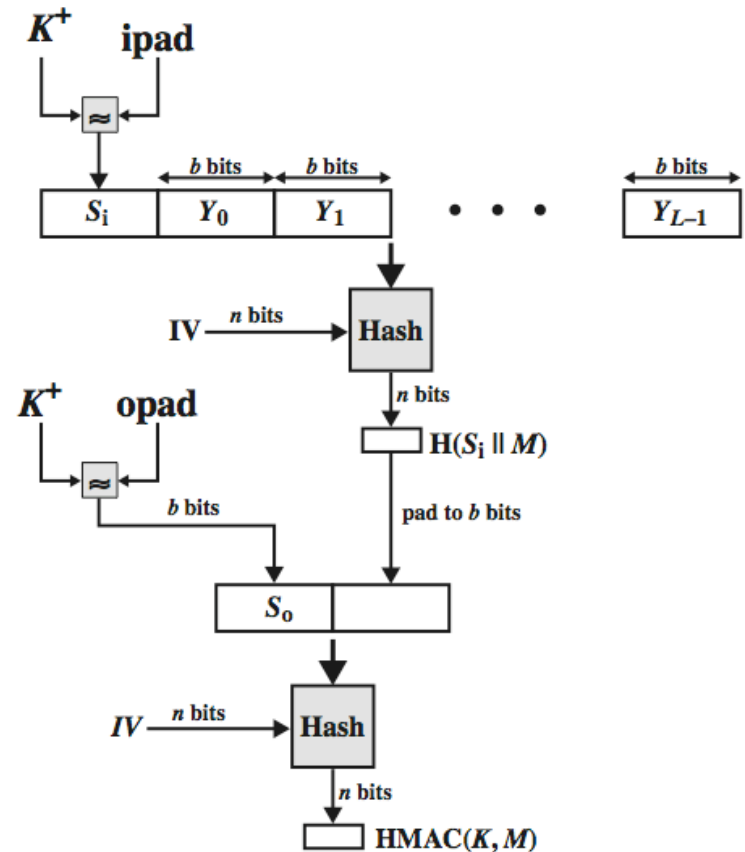 K⁺ ipad
≈
b bits b bits b bits
Sᵢ Y₀ Y₁ • • • Y_{L–1}
IV n bits Hash
n bits
K⁺ opad
H(Sᵢ || M)
≈
b bits pad to b bits
Sₒ
IV n bits Hash
n bits
HMAC(K, M)